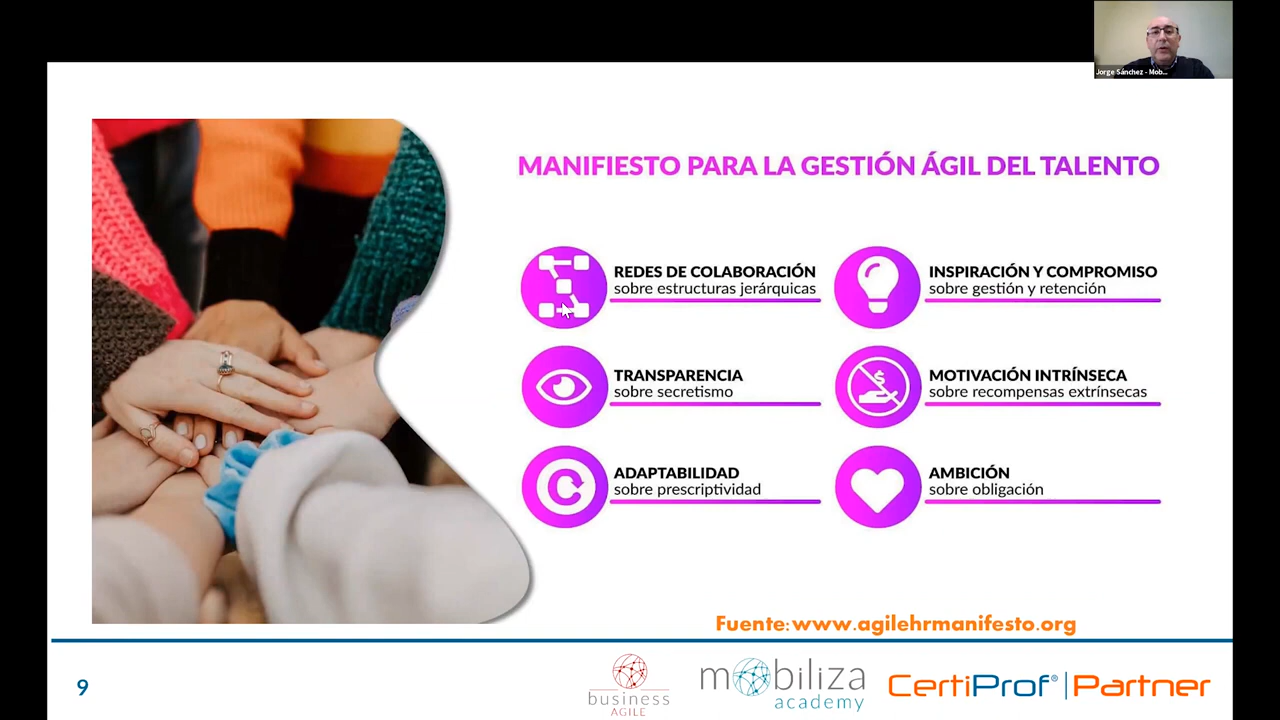 Jorge Sánchez - Mob...
MANIFIESTO PARA LA GESTIÓN ÁGIL DEL TALENTO
REDES DE COLABORACIÓN
sobre estructuras jerárquicas
INSPIRACIÓN Y COMPROMISO
sobre gestión y retención
TRANSPARENCIA
sobre secretismo
MOTIVACIÓN INTRÍNSECA
sobre recompensas extrínsecas
ADAPTABILIDAD
sobre prescriptividad
AMBICIÓN
sobre obligación
Fuente: www.agilehrmanifesto.org
9
business
AGILE
mobiliza
academy
CertiProf® | Partner